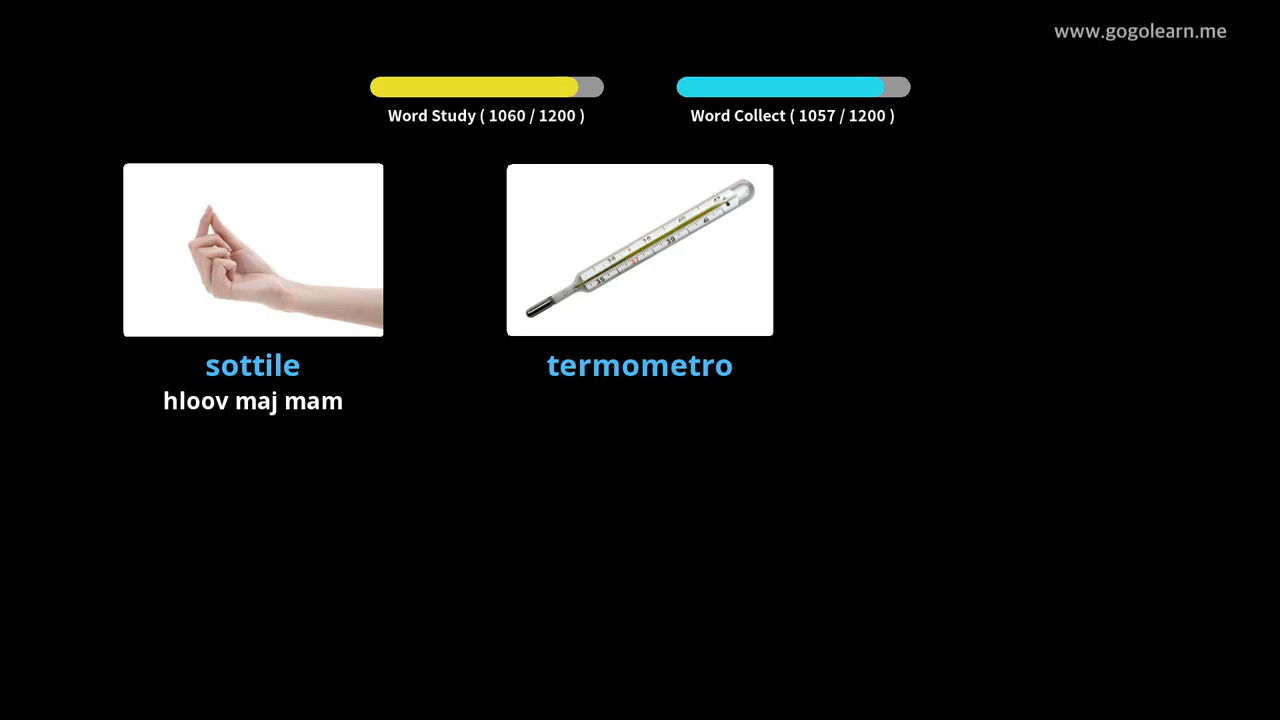 www.gogolearn.me
Word Study ( 1060 / 1200 )
Word Collect ( 1057 / 1200 )
sottile
hloov maj mam
termometro